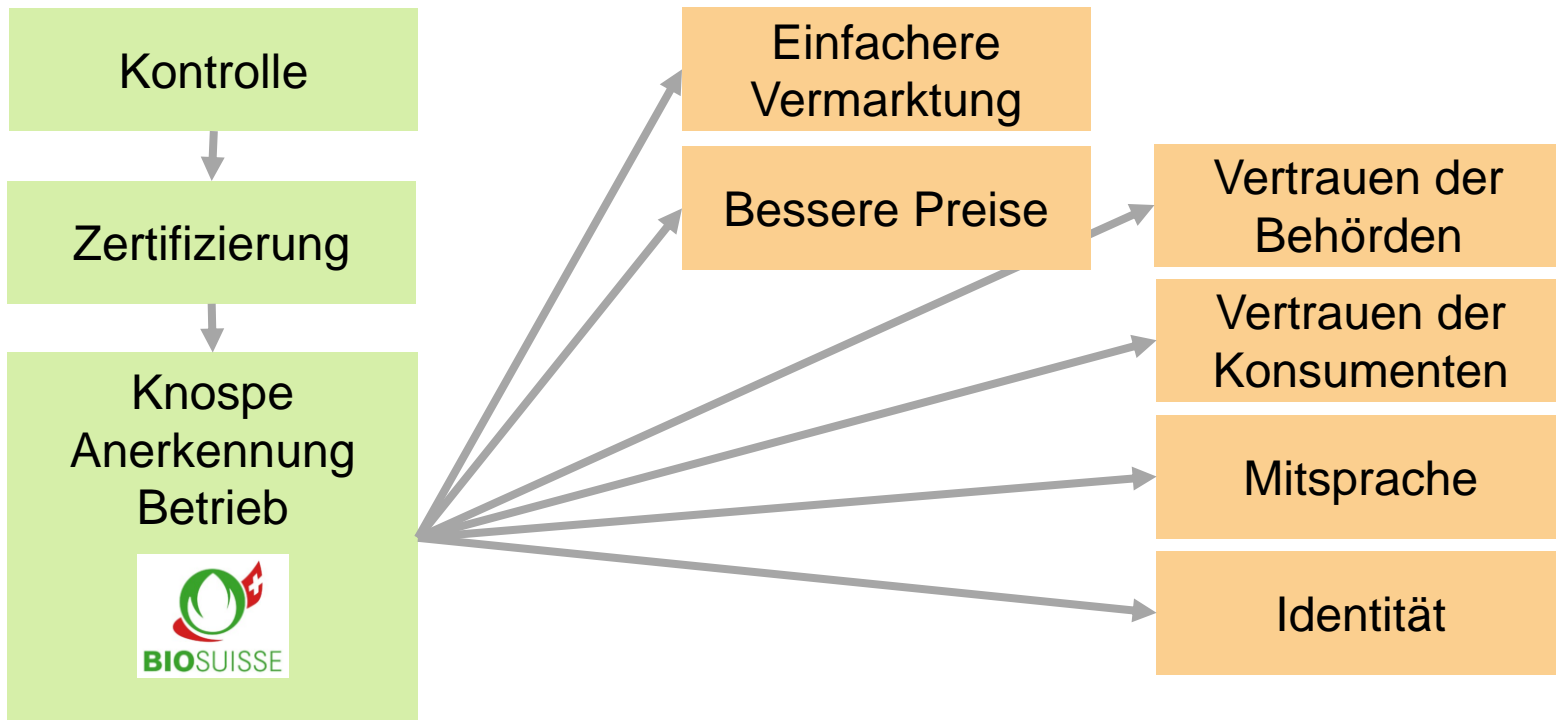 Kontrolle
Zertifizierung
Knospe
Anerkennung
Betrieb
BIOSUISSE
Einfachere
Vermarktung
Bessere Preise
Vertrauen der
Behörden
Vertrauen der
Konsumenten
Mitsprache
Identität